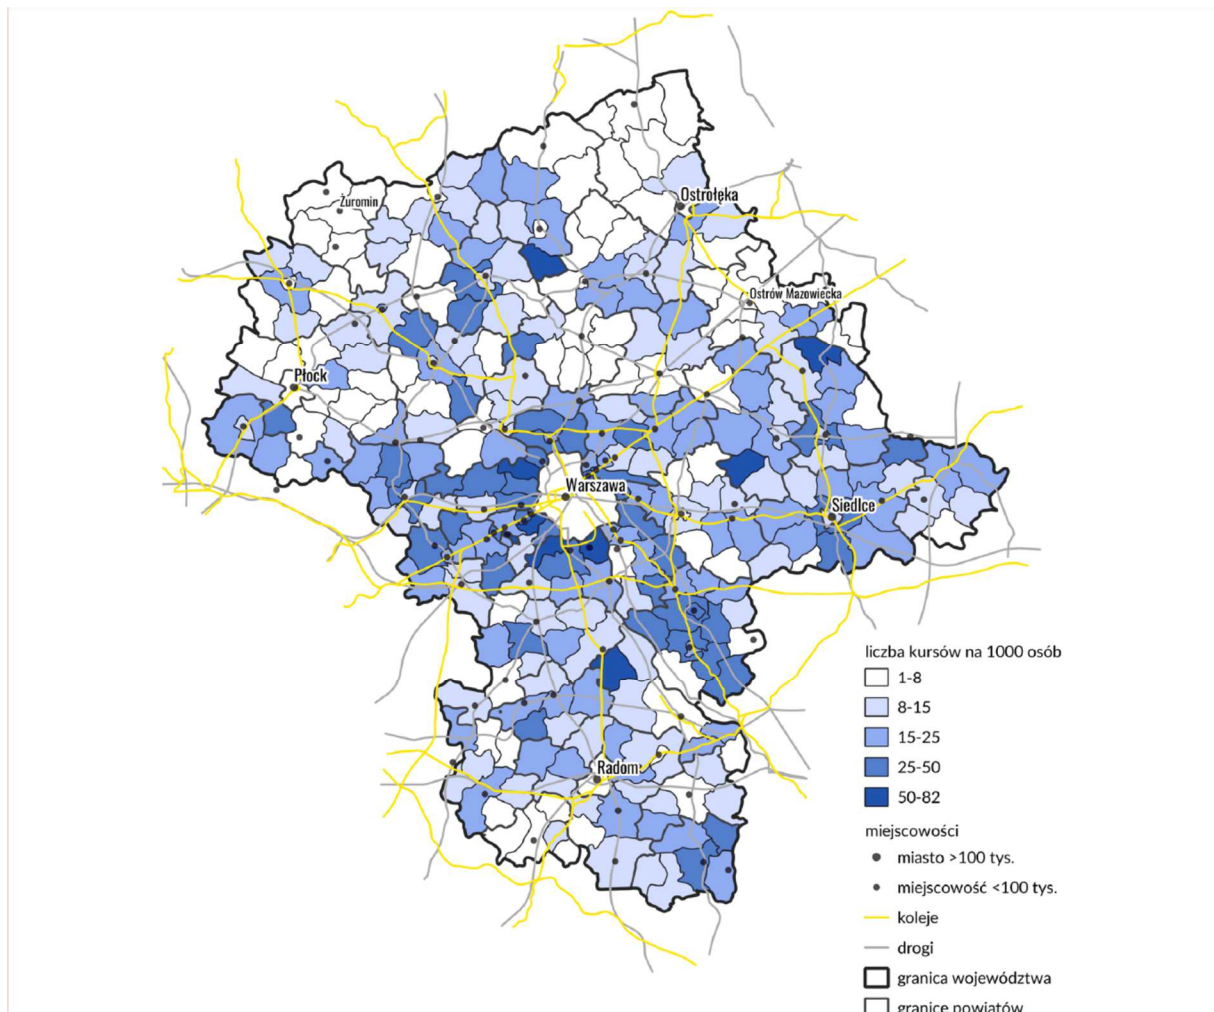 Ostrołęka
Żuromin
Ostrów Mazowiecka
Płock
Warszawa
Siedlce
Radom
liczba kursów na 1000 osób
1-8
8-15
15-25
25-50
50-82
miejscowości
miasto >100 tys.
miejscowość <100 tys.
koleje
drogi
granica województwa
granice powiatów